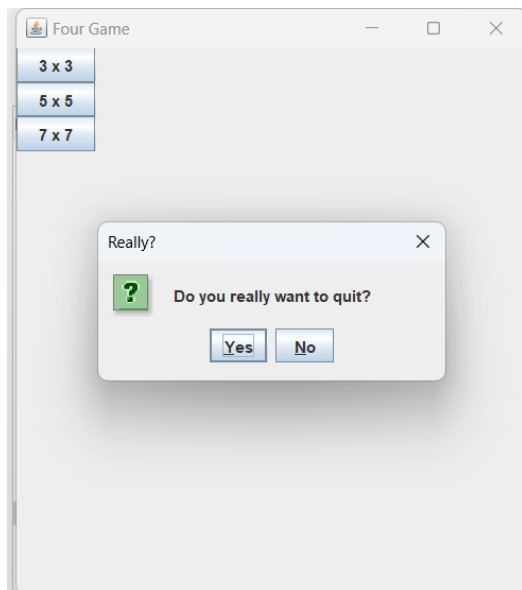 Four Game
3 x 3
5 x 5
7 x 7
Really?
?
Do you really want to quit?
Yes No